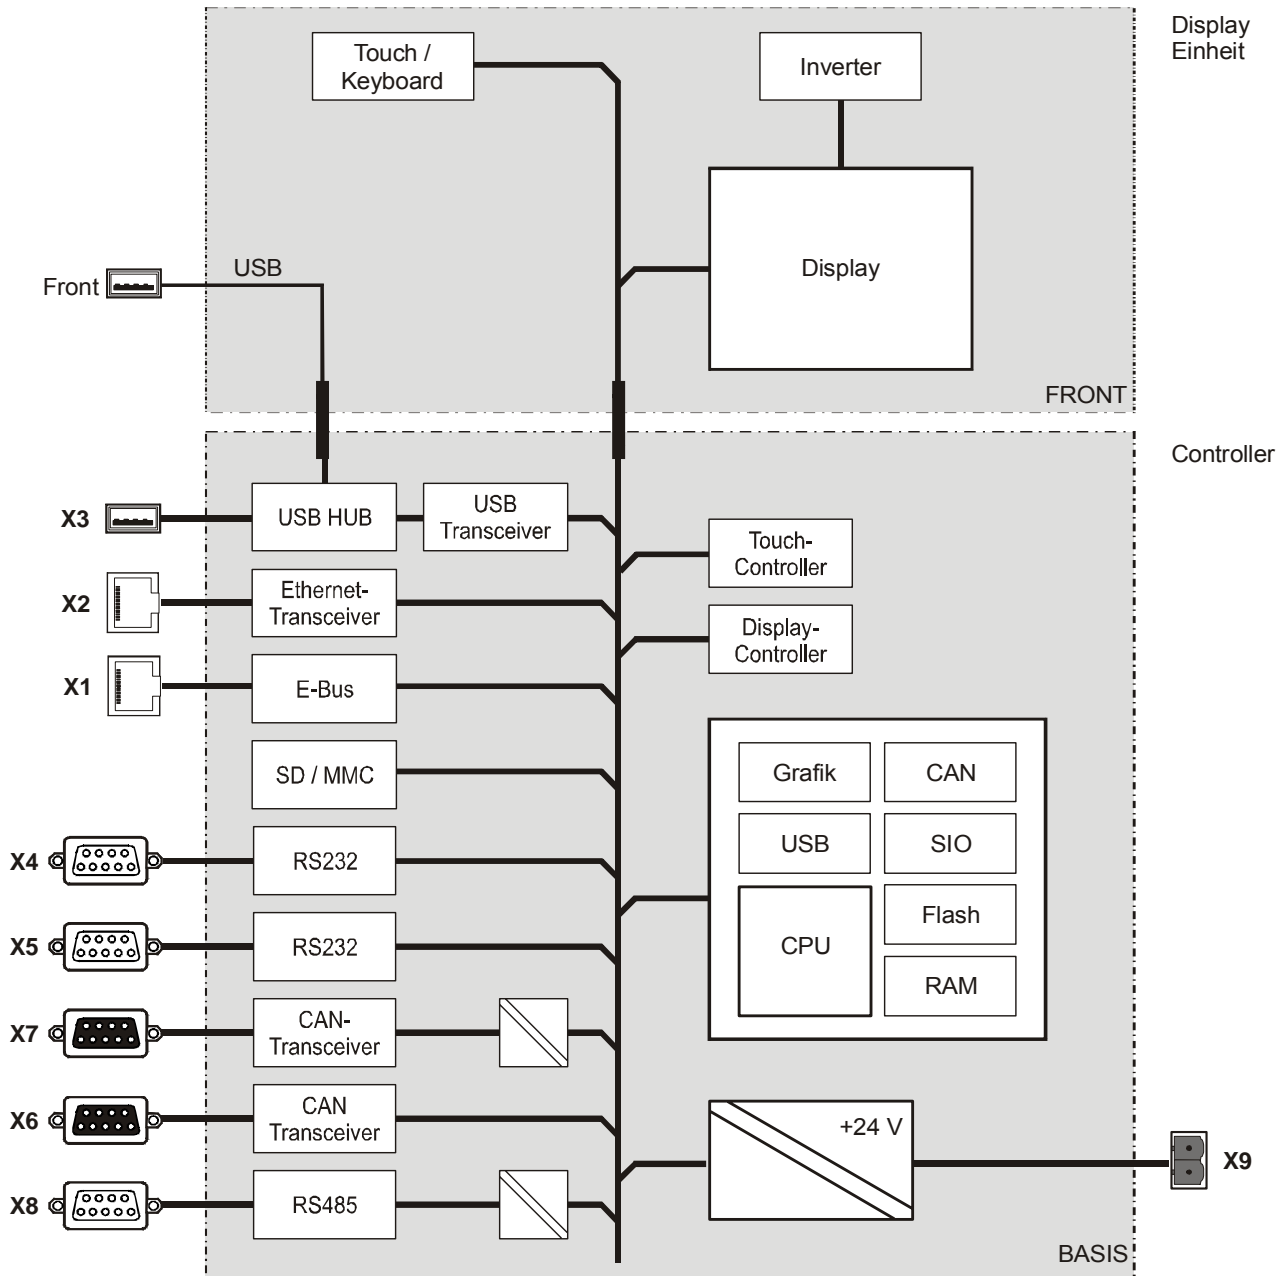 Display
Einheit
Touch /
Keyboard
Inverter
Display
USB
Front
FRONT
Controller
X3
USB HUB
USB
Transceiver
Touch-
Controller
X2
Ethernet-
Transceiver
Display-
Controller
X1
E-Bus
SD / MMC
Grafik
CAN
USB
SIO
X4
RS232
Flash
CPU
X5
RS232
RAM
X7
CAN-
Transceiver
X6
CAN
Transceiver
+24 V
X9
X8
RS485
BASIS